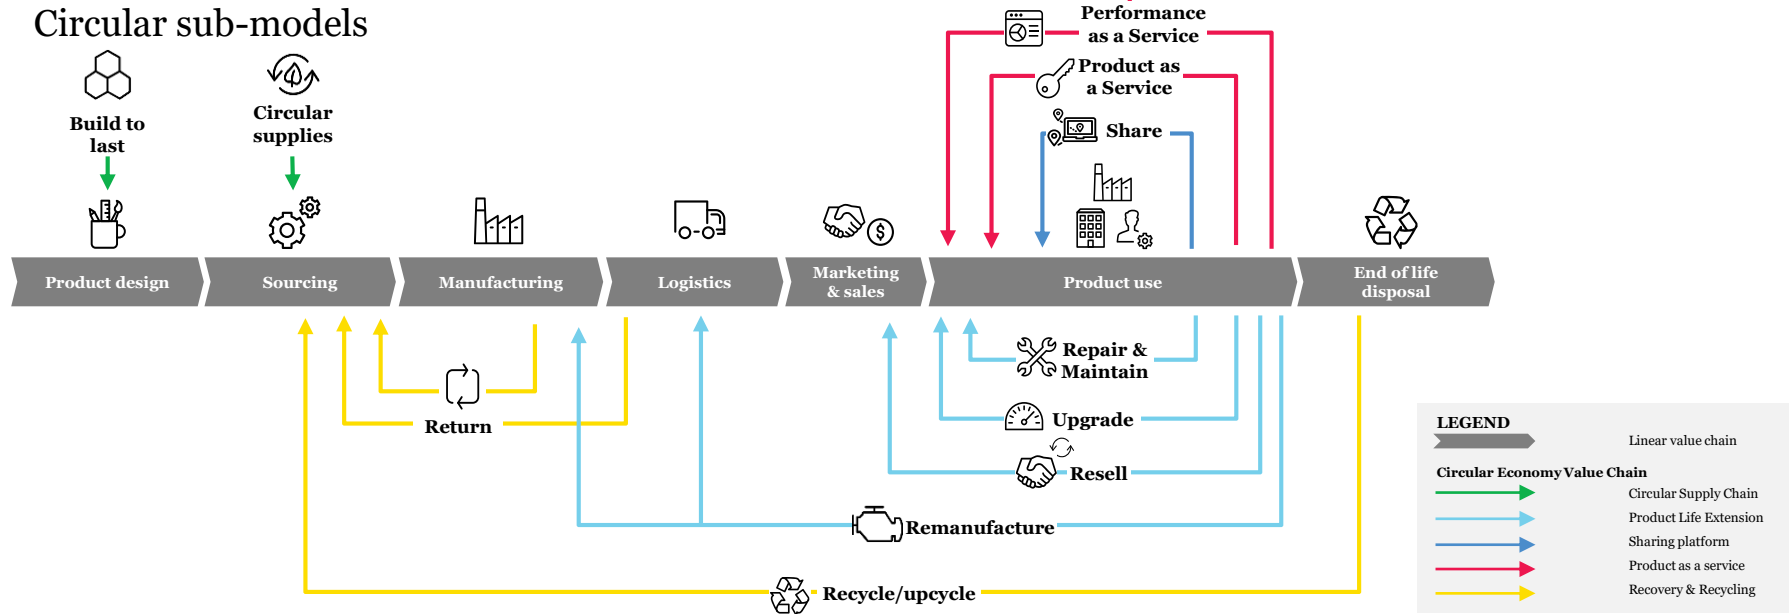 Circular sub-models
Performance
as a Service
Product as
a Service
Share
Build to
last
Circular
supplies
$
Product design
Sourcing
Manufacturing
Logistics
Marketing
& sales
Product use
End of life
disposal
Repair &
Maintain
Upgrade
Return
Resell
Remanufacture
Recycle/upcycle
LEGEND
Linear value chain
Circular Economy Value Chain
Circular Supply Chain
Product Life Extension
Sharing platform
Product as a service
Recovery & Recycling